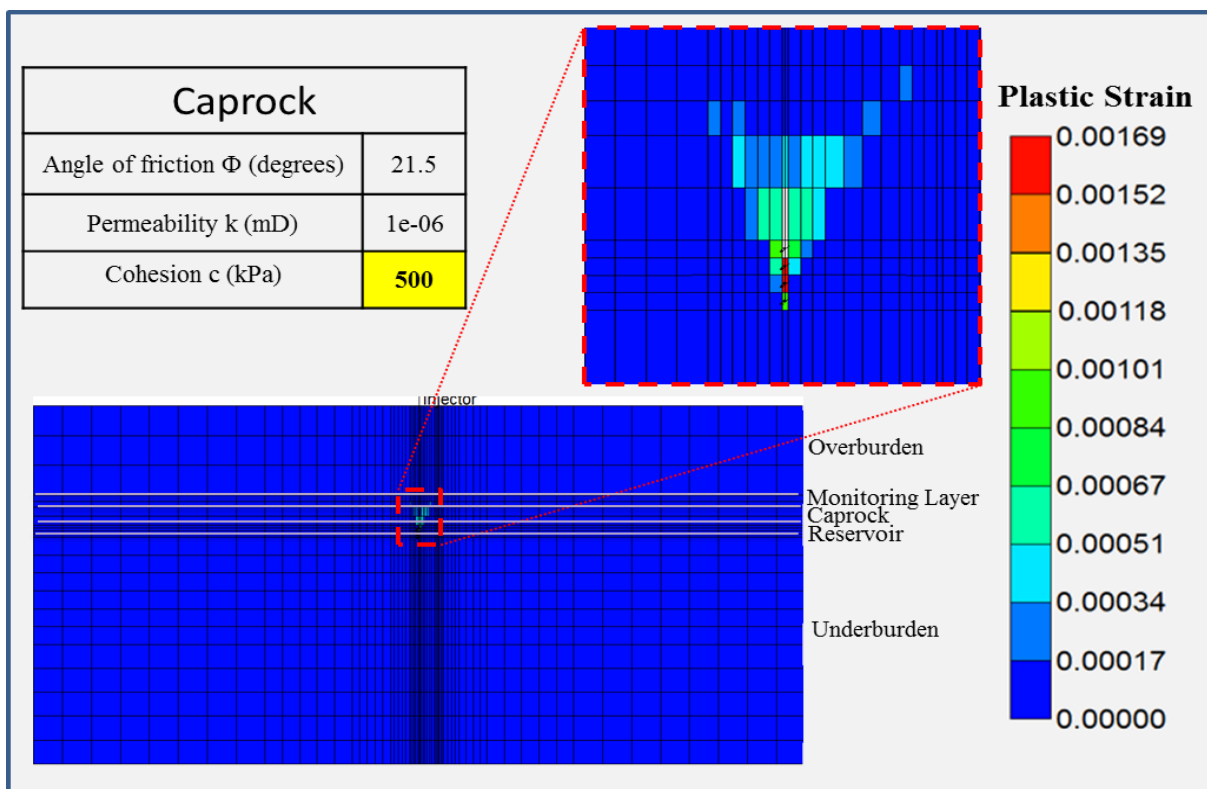 Caprock
Angle of friction Φ (degrees) 21.5
Permeability k (mD) 1e-06
Cohesion c (kPa) 500
Plastic Strain
0.00169
0.00152
0.00135
0.00118
0.00101
0.00084
0.00067
0.00051
0.00034
0.00017
0.00000
Injector
Overburden
Monitoring Layer
Caprock
Reservoir
Underburden